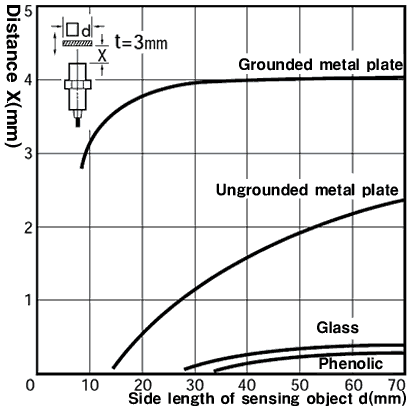 5
4
3
2
1
0
Distance X(mm)
d
t=3mm
X
Grounded metal plate
Ungrounded metal plate
Glass
Phenolic
10 20 30 40 50 60 70
Side length of sensing object d(mm)